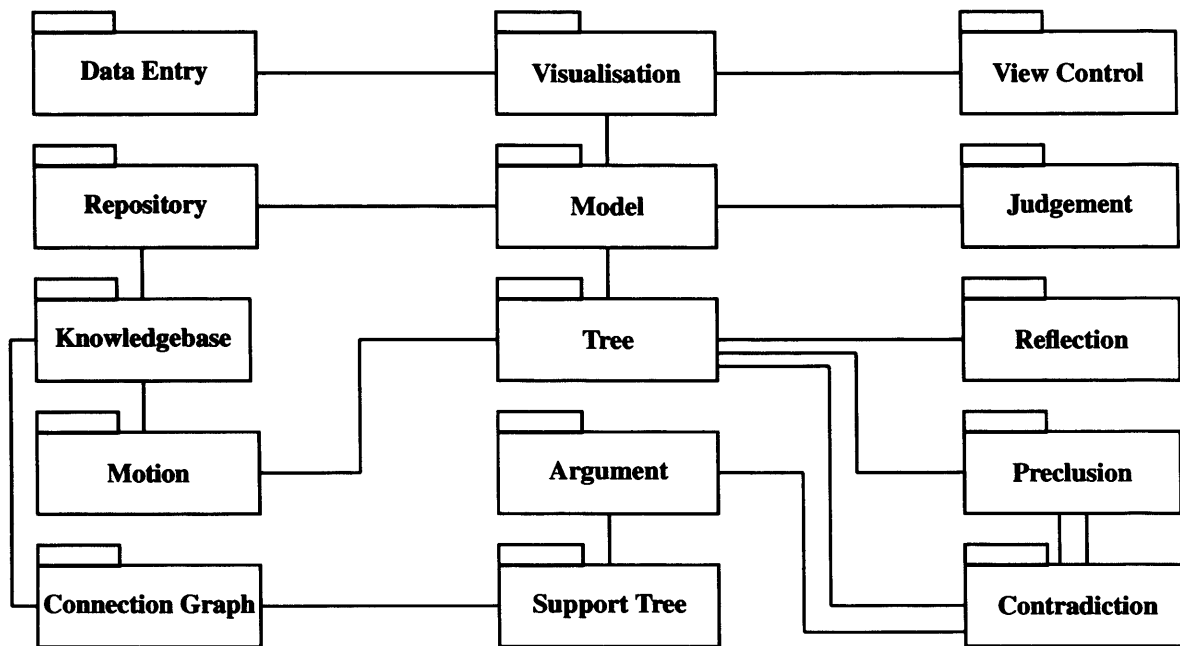 Data Entry
Visualisation
View Control
Repository
Model
Judgement
Knowledgebase
Tree
Reflection
Motion
Argument
Preclusion
Connection Graph
Support Tree
Contradiction